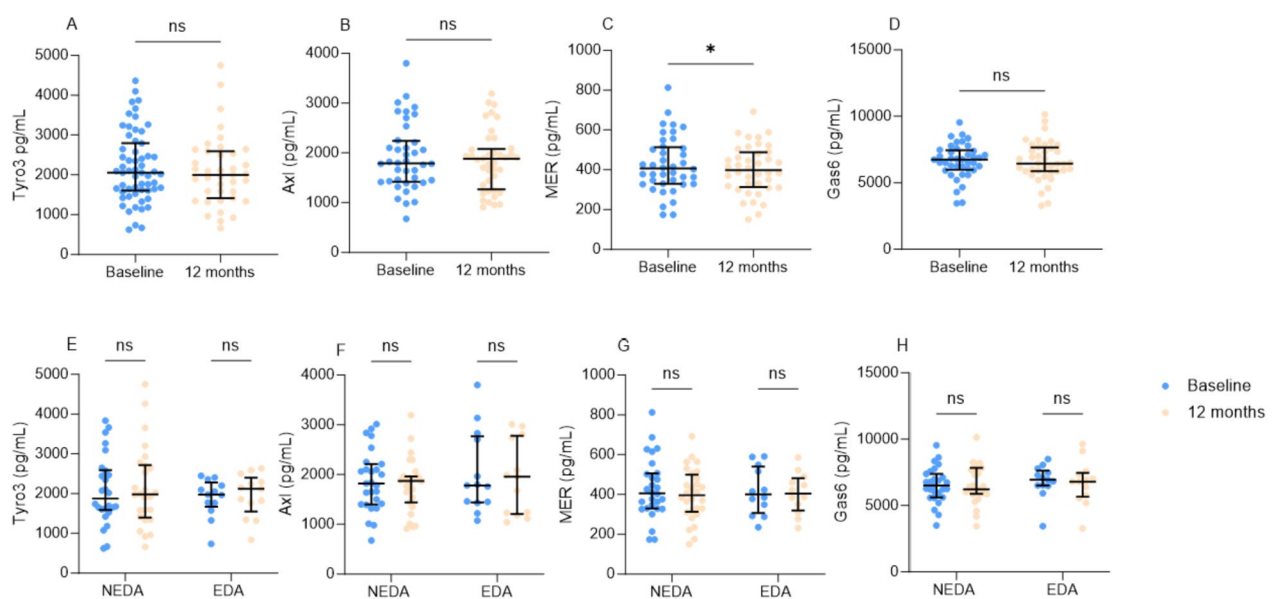 A
ns
Tyro3 pg/mL
5000
4000
3000
2000
1000
0
Baseline
12 months
B
ns
Axl (pg/mL)
4000
3000
2000
1000
0
Baseline
12 months
C
*
MER (pg/mL)
1000
800
600
400
200
0
Baseline
12 months
D
ns
Gas6 (pg/mL)
15000
10000
5000
0
Baseline
12 months
E
ns
ns
Tyro3 (pg/mL)
5000
4000
3000
2000
1000
0
NEDA
EDA
F
ns
ns
Axl (pg/mL)
4000
3000
2000
1000
0
NEDA
EDA
G
ns
ns
MER (pg/mL)
1000
800
600
400
200
0
NEDA
EDA
H
ns
ns
Gas6 (pg/mL)
15000
10000
5000
0
NEDA
EDA
Baseline
12 months